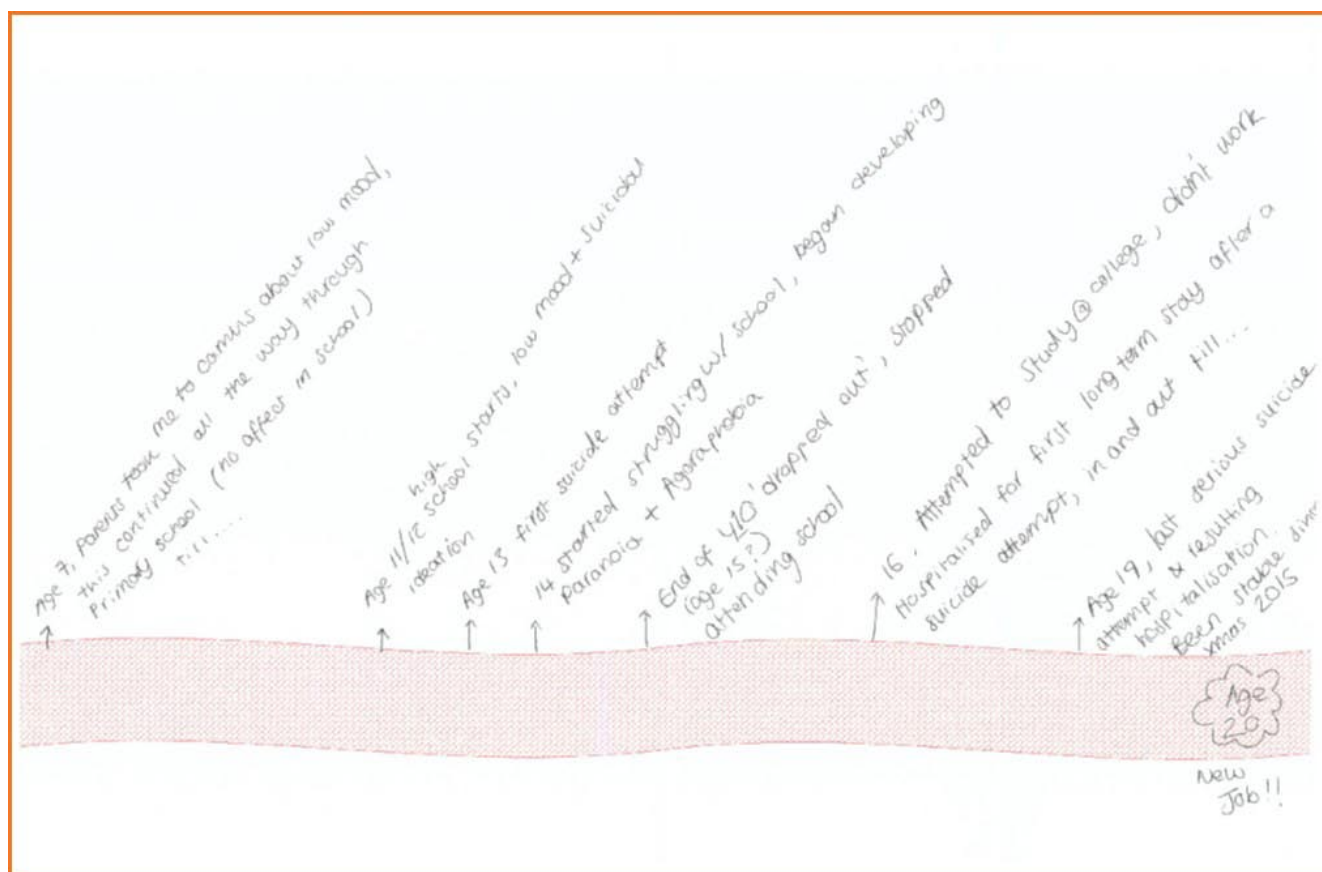 Age 7, parents took me to camhs about low mood,
this continued all the way through
Primary school (no affect in school)
till....
Age 11/12 high school starts, low mood + suicidal
ideation
Age 13 first suicide attempt
14 started struggling w/ school, began developing
paranoia + Agoraphobia
End of Y10 'dropped out', stopped
(age 15?)
attending school
16. Attempted to study @ college, didn't work
Hospitalised for first long term stay after a
suicide attempt, in and out till...
Age 19, last serious suicide
attempt & resulting
hospitalisation.
Been stable
xmas 2015
Age
20
New
Job!!